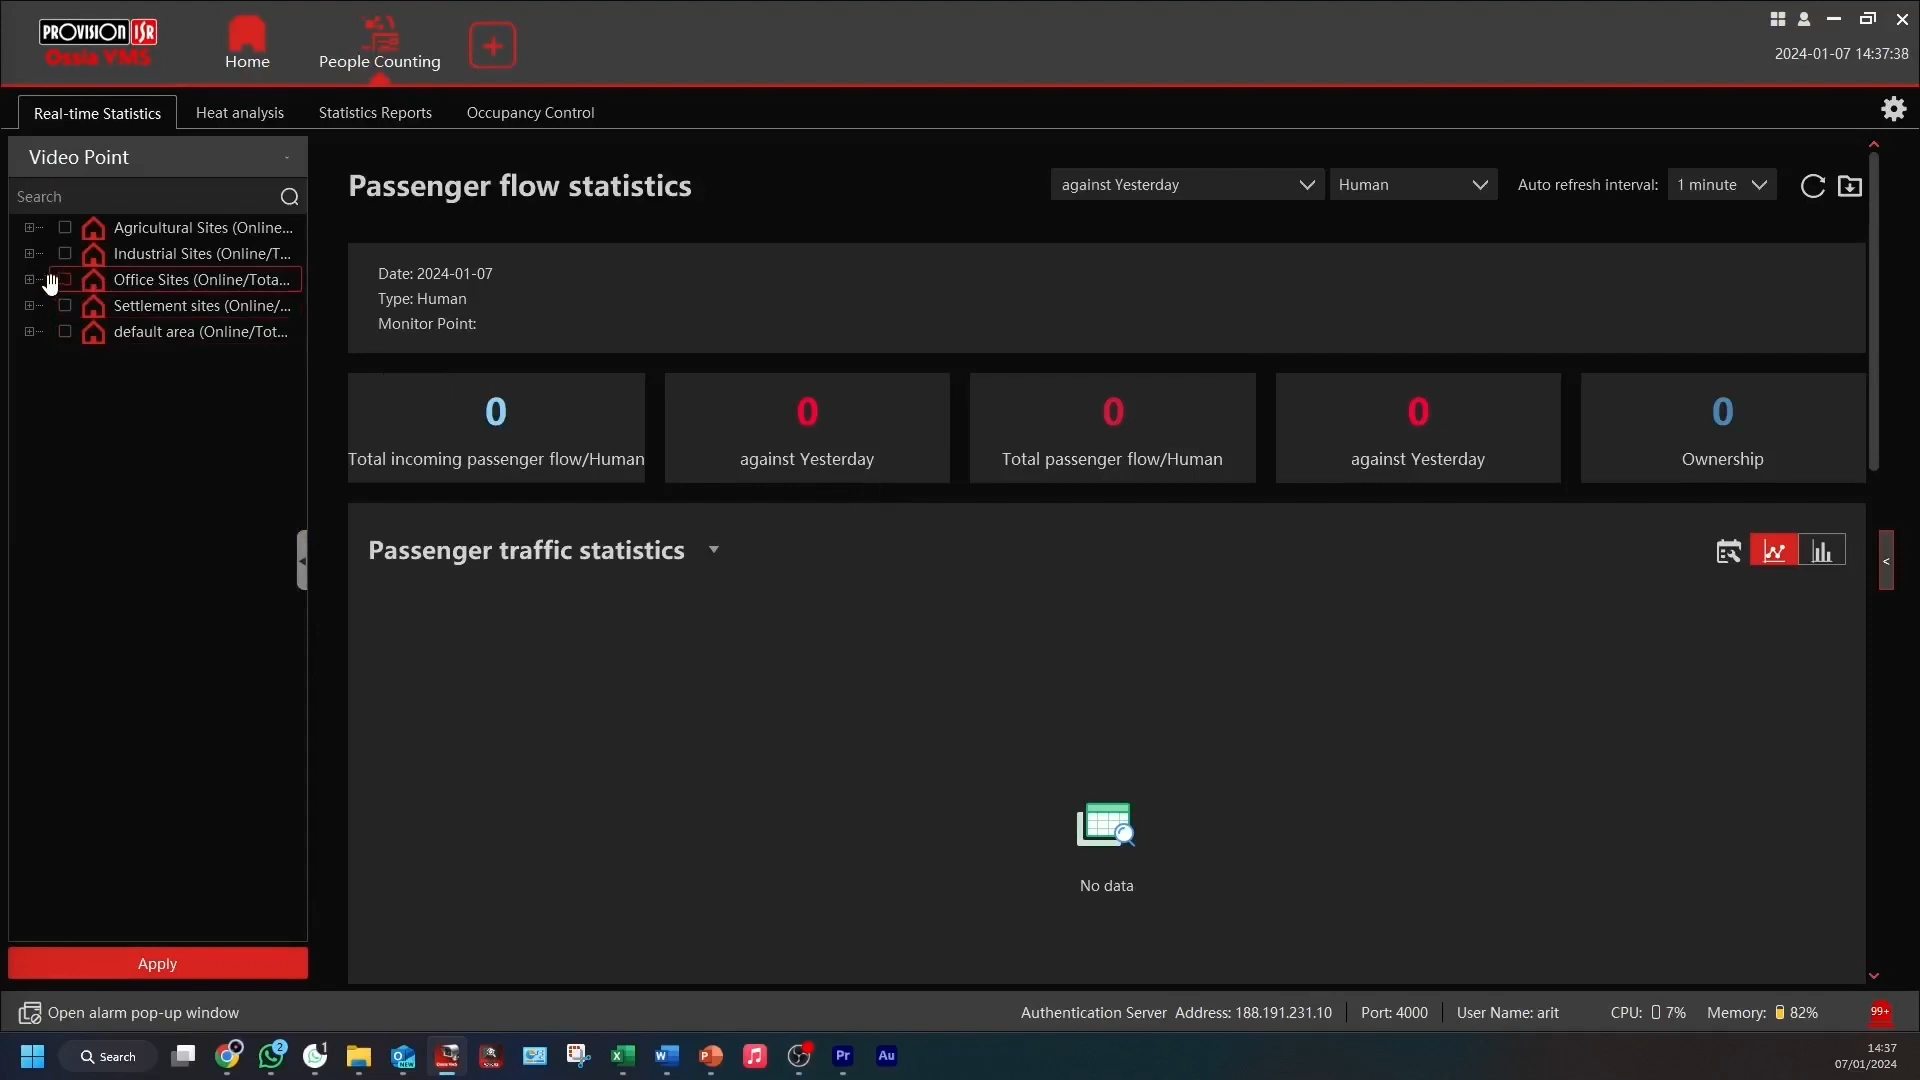 PROVISION ISR
Ossia VMS
Home
People Counting
2024-01-07 14:37:38
Real-time Statistics
Heat analysis
Statistics Reports
Occupancy Control
Video Point
Search
Agricultural Sites (Online...
Industrial Sites (Online/T...
Office Sites (Online/Tota...
Settlement sites (Online/...
default area (Online/Tot...
Apply
Passenger flow statistics
against Yesterday
Human
Auto refresh interval:
1 minute
Date: 2024-01-07
Type: Human
Monitor Point:
0
Total incoming passenger flow/Human
0
against Yesterday
0
Total passenger flow/Human
0
against Yesterday
0
Ownership
Passenger traffic statistics
No data
Open alarm pop-up window
Authentication Server Address: 188.191.231.10
Port: 4000
User Name: arit
CPU: 7%
Memory: 82%
99+
Search
2
1
NEW
Pr
Au
14:37
07/01/2024